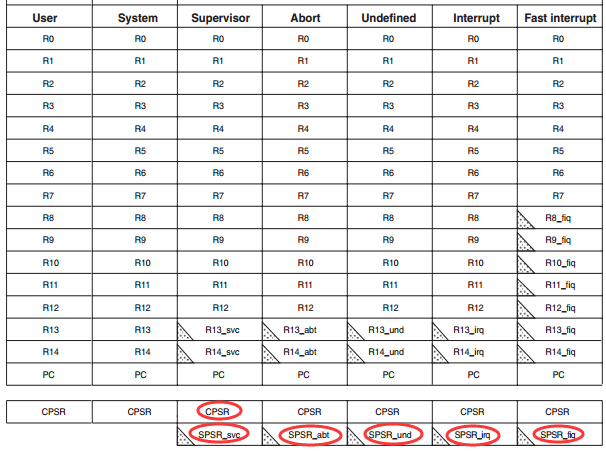 User System Supervisor Abort Undefined Interrupt Fast interrupt
R0 R0 R0 R0 R0 R0 R0
R1 R1 R1 R1 R1 R1 R1
R2 R2 R2 R2 R2 R2 R2
R3 R3 R3 R3 R3 R3 R3
R4 R4 R4 R4 R4 R4 R4
R5 R5 R5 R5 R5 R5 R5
R6 R6 R6 R6 R6 R6 R6
R7 R7 R7 R7 R7 R7 R7
R8 R8 R8 R8 R8 R8 R8_fiq
R9 R9 R9 R9 R9 R9 R9_fiq
R10 R10 R10 R10 R10 R10 R10_fiq
R11 R11 R11 R11 R11 R11 R11_fiq
R12 R12 R12 R12 R12 R12 R12_fiq
R13 R13 R13_svc R13_abt R13_und R13_irq R13_fiq
R14 R14 R14_svc R14_abt R14_und R14_irq R14_fiq
PC PC PC PC PC PC PC
CPSR CPSR CPSR CPSR CPSR CPSR CPSR
SPSR_svc SPSR_abt SPSR_und SPSR_irq SPSR_fiq